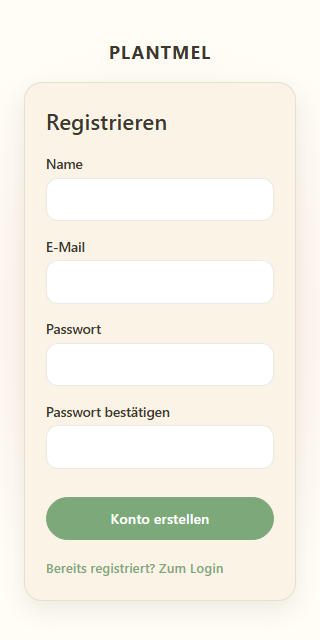 PLANTMEL
Registrieren
Name
E-Mail
Passwort
Passwort bestätigen
Konto erstellen
Bereits registriert? Zum Login